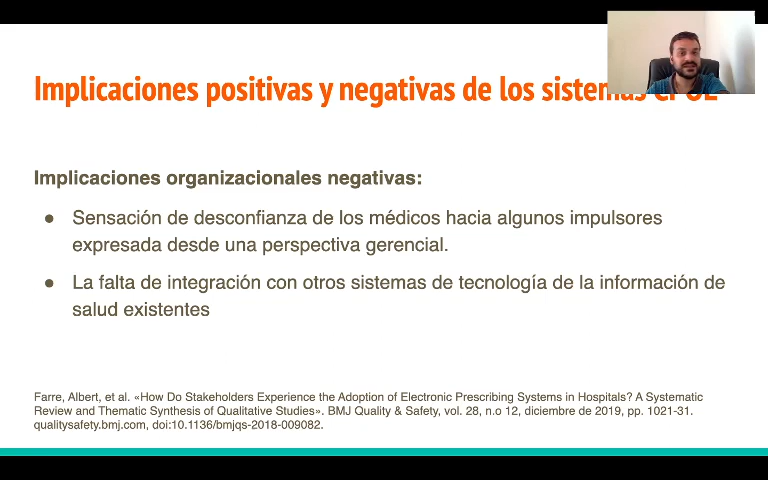 Implicaciones positivas y negativas de los sistemas CPOE
Implicaciones organizacionales negativas:
● Sensación de desconfianza de los médicos hacia algunos impulsores
expresada desde una perspectiva gerencial.
● La falta de integración con otros sistemas de tecnología de la información de
salud existentes
Farre, Albert, et al. «How Do Stakeholders Experience the Adoption of Electronic Prescribing Systems in Hospitals? A Systematic
Review and Thematic Synthesis of Qualitative Studies». BMJ Quality & Safety, vol. 28, n.o 12, diciembre de 2019, pp. 1021-31.
qualitysafety.bmj.com, doi:10.1136/bmjqs-2018-009082.